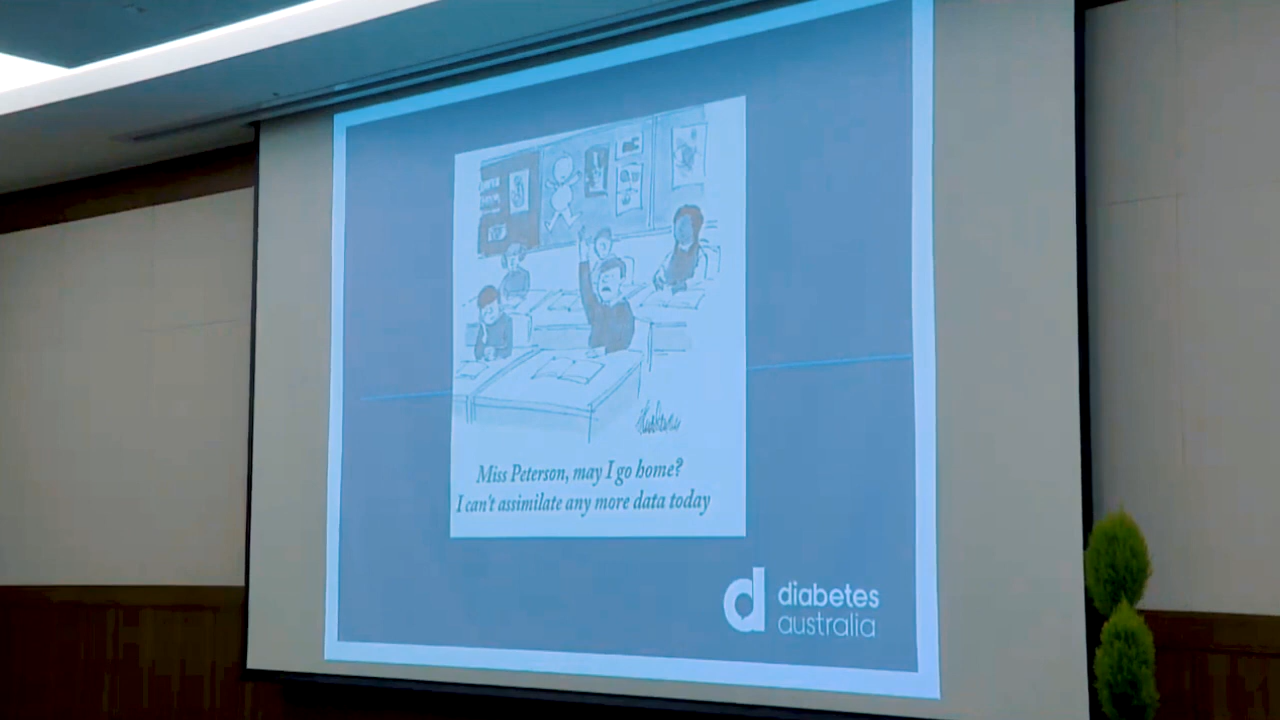 Miss Peterson, may I go home?
I can't assimilate any more data today
diabetes
australia